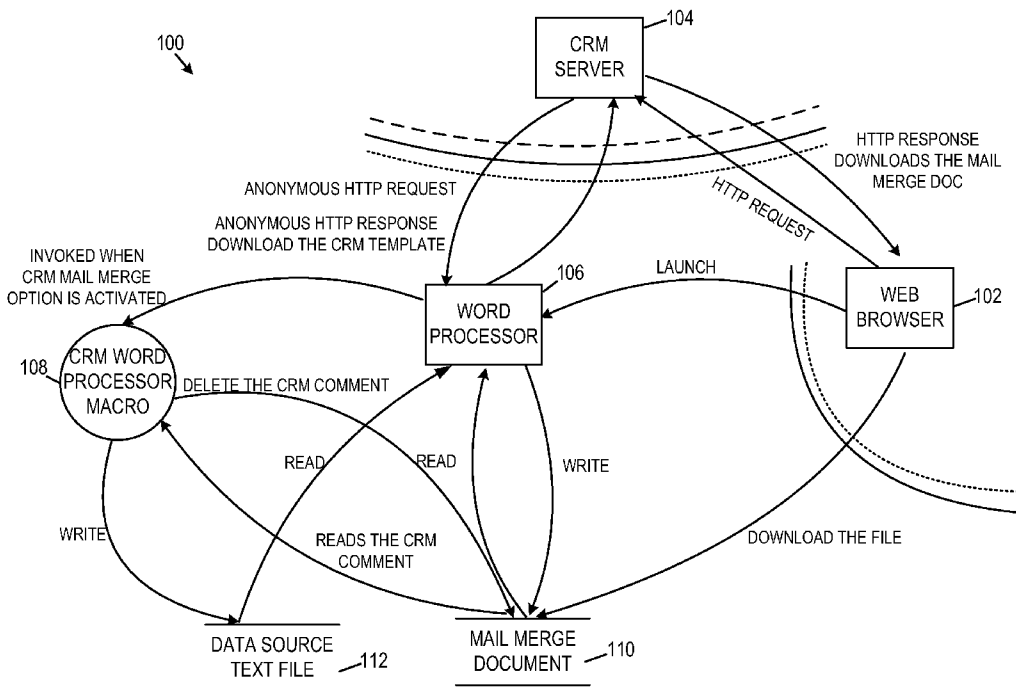 104
CRM
SERVER
100
HTTP RESPONSE
DOWNLOADS THE MAIL
MERGE DOC
ANONYMOUS HTTP REQUEST
HTTP REQUEST
ANONYMOUS HTTP RESPONSE
DOWNLOAD THE CRM TEMPLATE
INVOKED WHEN
CRM MAIL MERGE
OPTION IS ACTIVATED
LAUNCH
106
WORD
PROCESSOR
WEB
BROWSER
102
108
CRM WORD
PROCESSOR
MACRO
DELETE THE CRM COMMENT
READ
READ
WRITE
WRITE
READS THE CRM
COMMENT
DOWNLOAD THE FILE
DATA SOURCE
TEXT FILE
112
MAIL MERGE
DOCUMENT
110